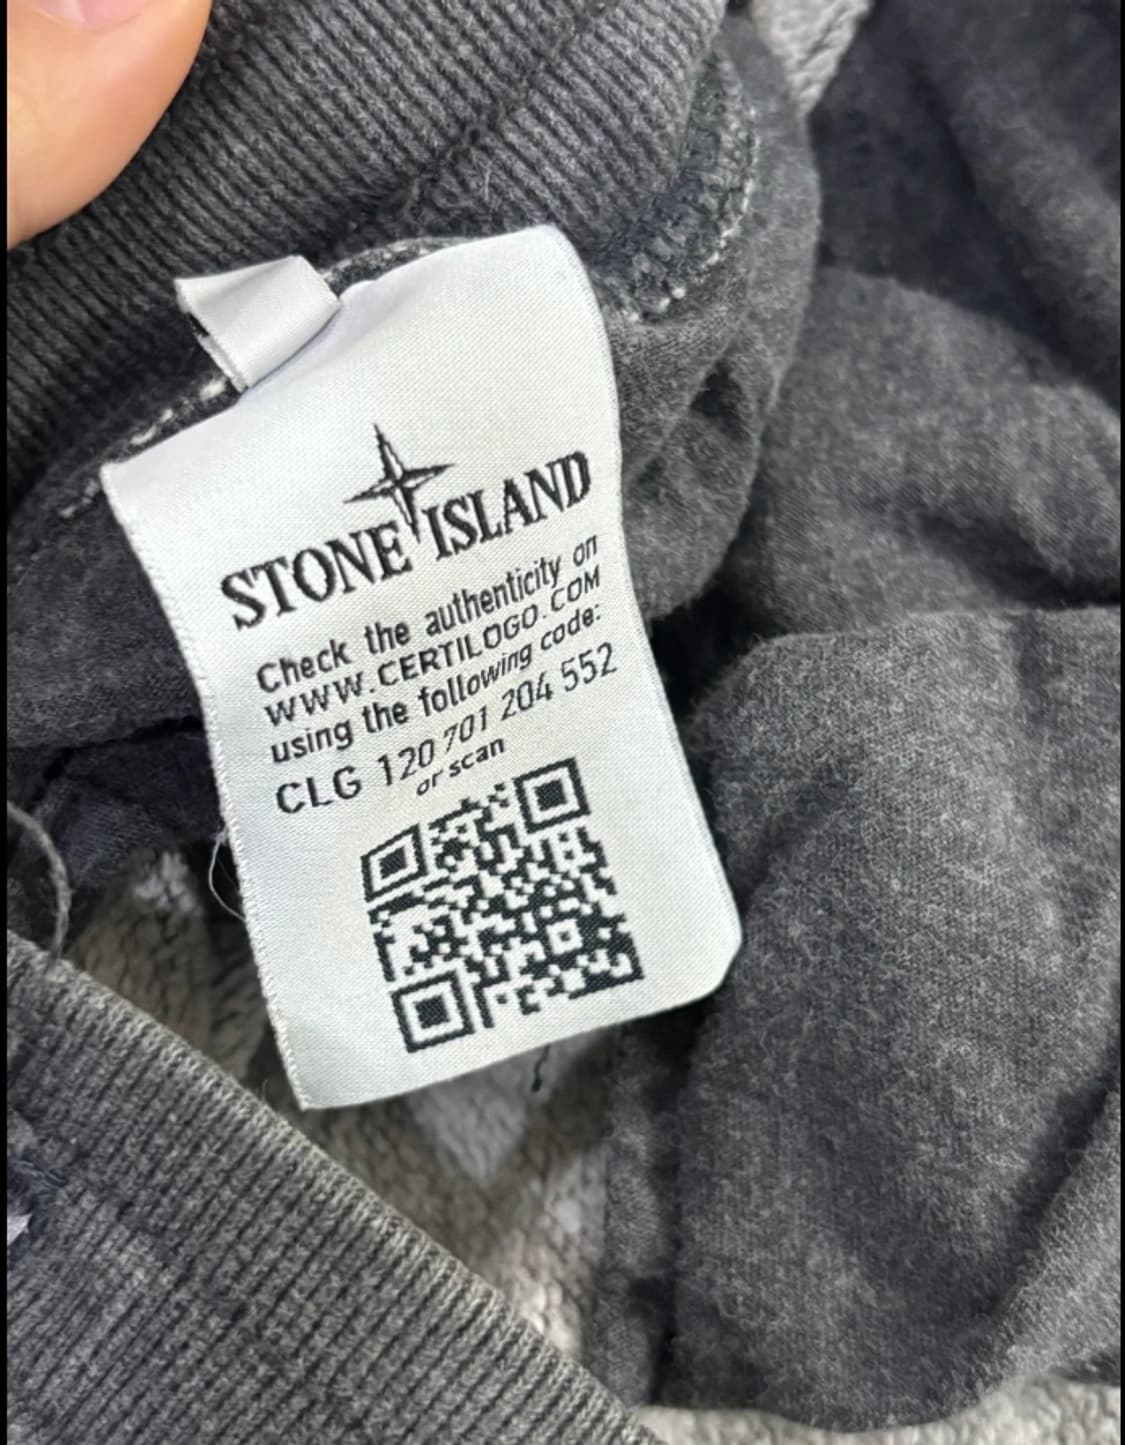 STONE ISLAND
Check the authenticity on
WWW.CERTILOGO.COM
using the following code:
CLG 120 701 204 552
or scan